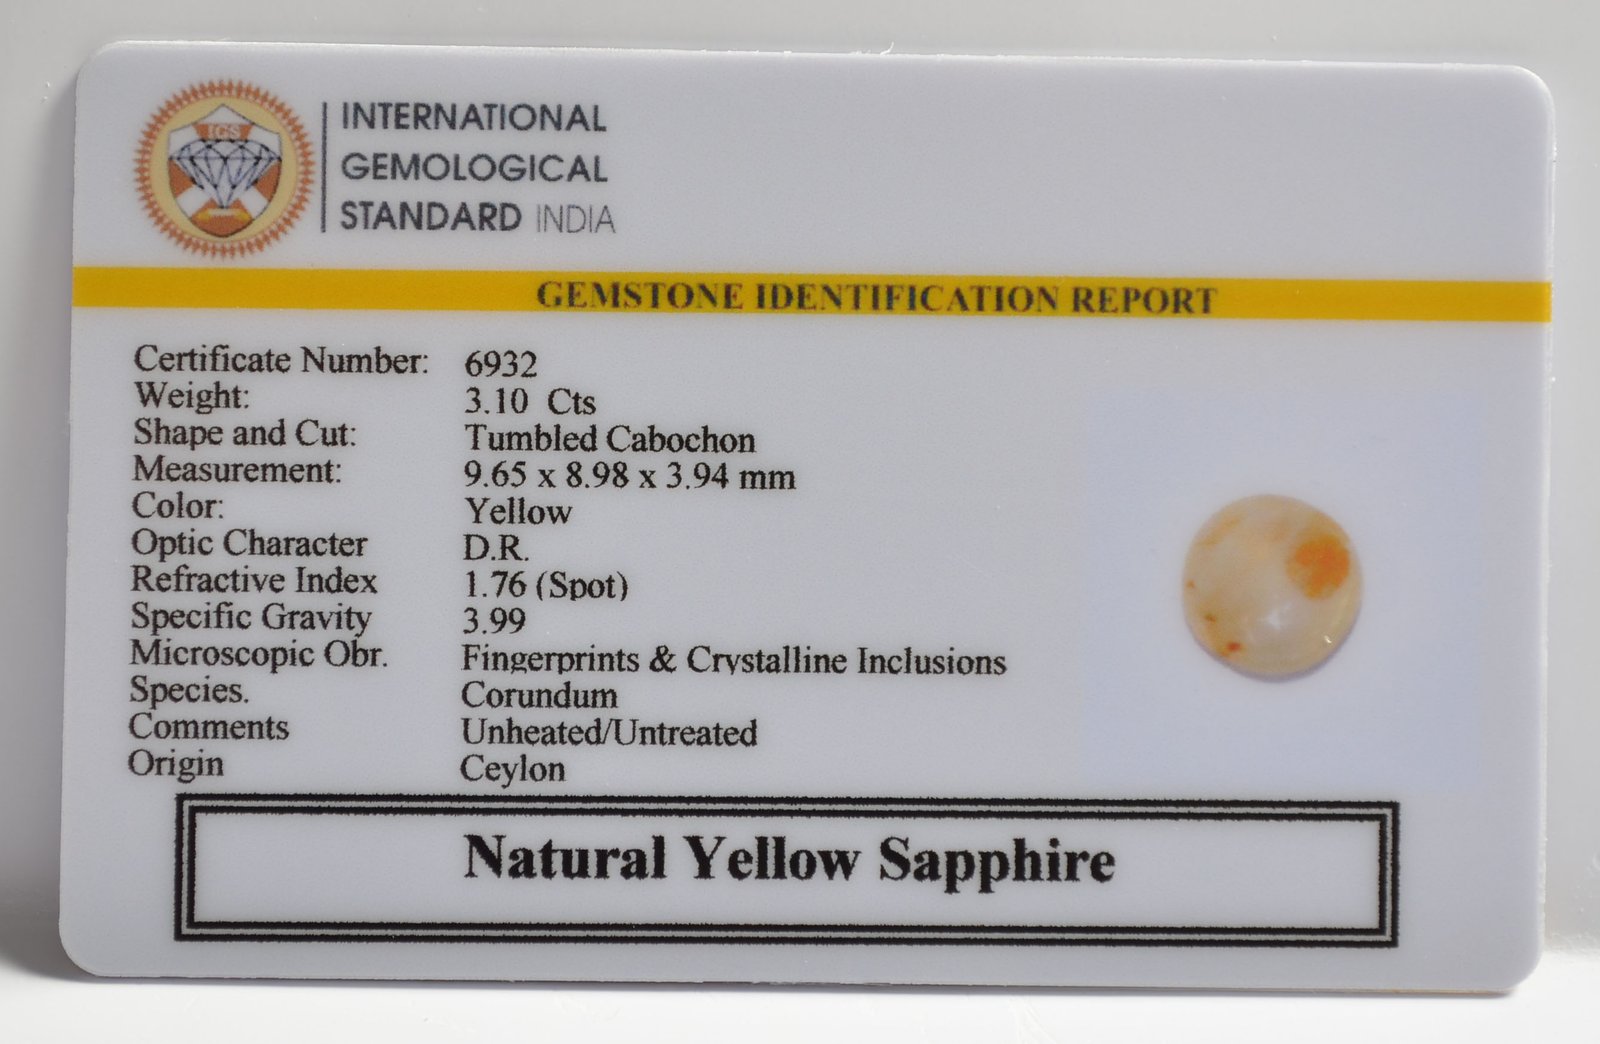 IGS
INTERNATIONAL
GEMOLOGICAL
STANDARD INDIA
GEMSTONE IDENTIFICATION REPORT
Certificate Number: 6932
Weight: 3.10 Cts
Shape and Cut: Tumbled Cabochon
Measurement: 9.65 x 8.98 x 3.94 mm
Color: Yellow
Optic Character D.R.
Refractive Index 1.76 (Spot)
Specific Gravity 3.99
Microscopic Obr. Fingerprints & Crystalline Inclusions
Species. Corundum
Comments Unheated/Untreated
Origin Ceylon
Natural Yellow Sapphire